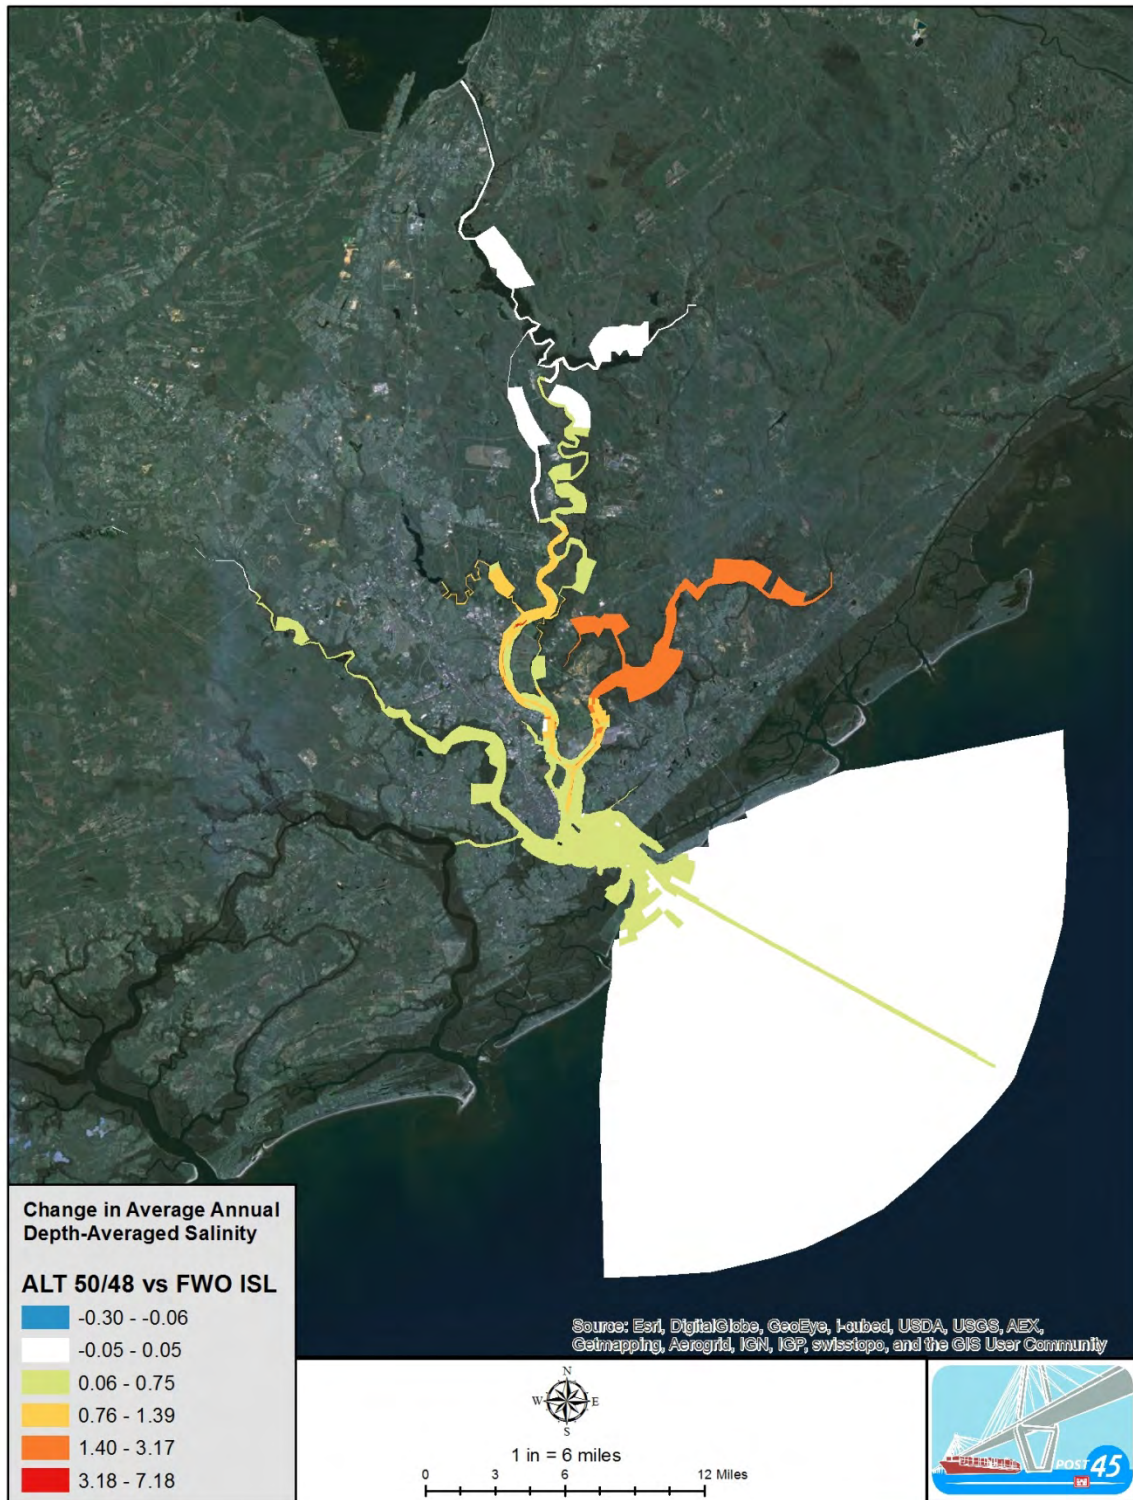 Source: Esri, DigitalGlobe, GeoEye, i-cubed, USDA, USGS, AEX,
Getmapping, Aerogrid, IGN, IGP, swisstopo, and the GIS User Community
Change in Average Annual
Depth-Averaged Salinity
ALT 50/48 vs FWO ISL
-0.30 - -0.06
-0.05 - 0.05
0.06 - 0.75
0.76 - 1.39
1.40 - 3.17
3.18 - 7.18
N
W E
S
1 in = 6 miles
0 3 6 12 Miles
POST 45